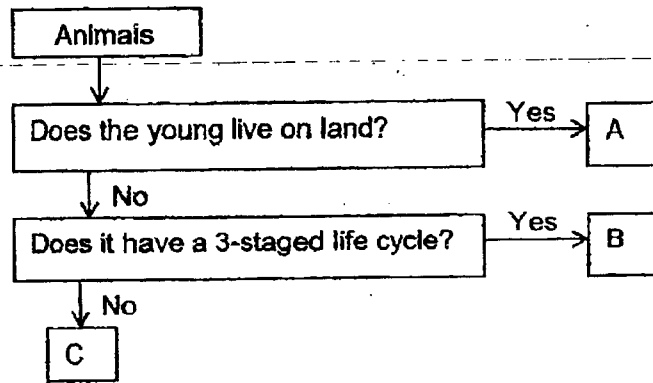 Animals
Does the young live on land?
Yes
A
No
Does it have a 3-staged life cycle?
Yes
B
No
C